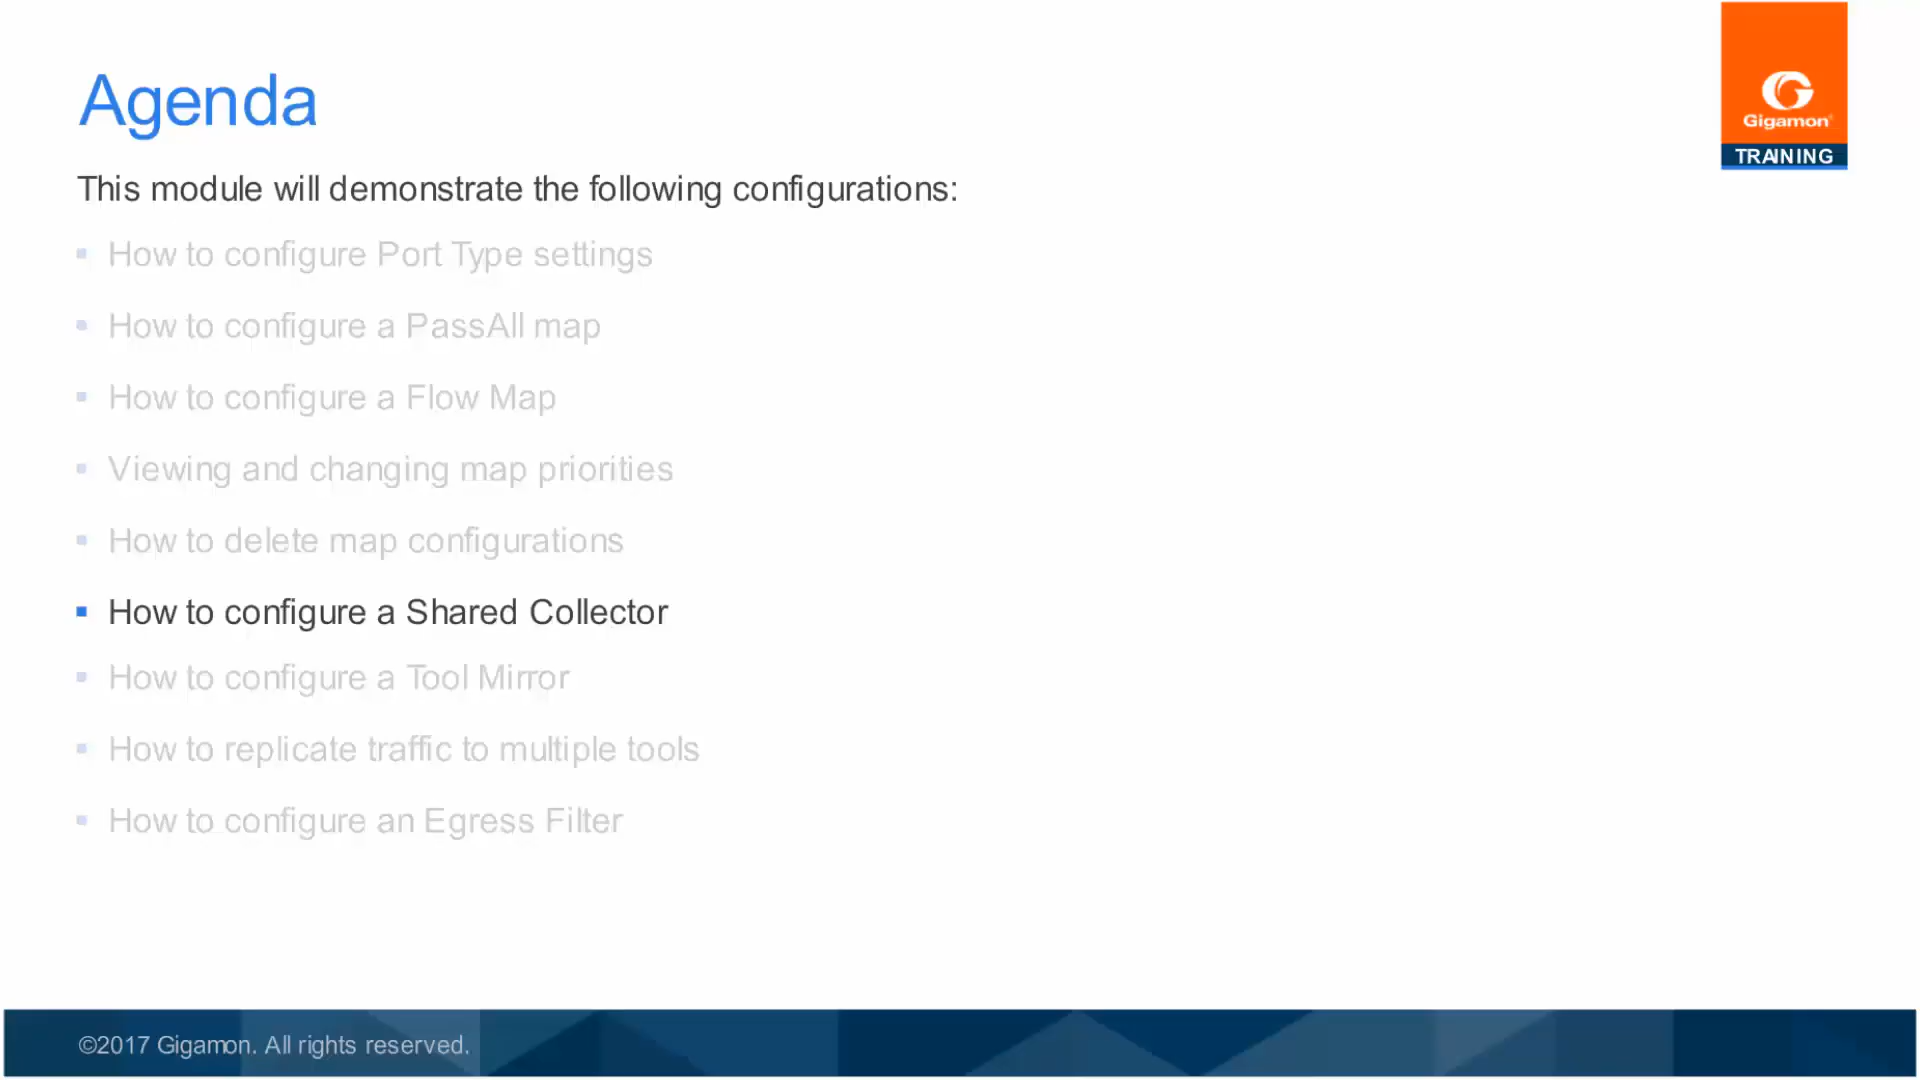 Agenda
Gigamon®
TRAINING
This module will demonstrate the following configurations:
▪ How to configure Port Type settings
▪ How to configure a PassAll map
▪ How to configure a Flow Map
▪ Viewing and changing map priorities
▪ How to delete map configurations
▪ How to configure a Shared Collector
▪ How to configure a Tool Mirror
▪ How to replicate traffic to multiple tools
▪ How to configure an Egress Filter
©2017 Gigamon. All rights reserved.